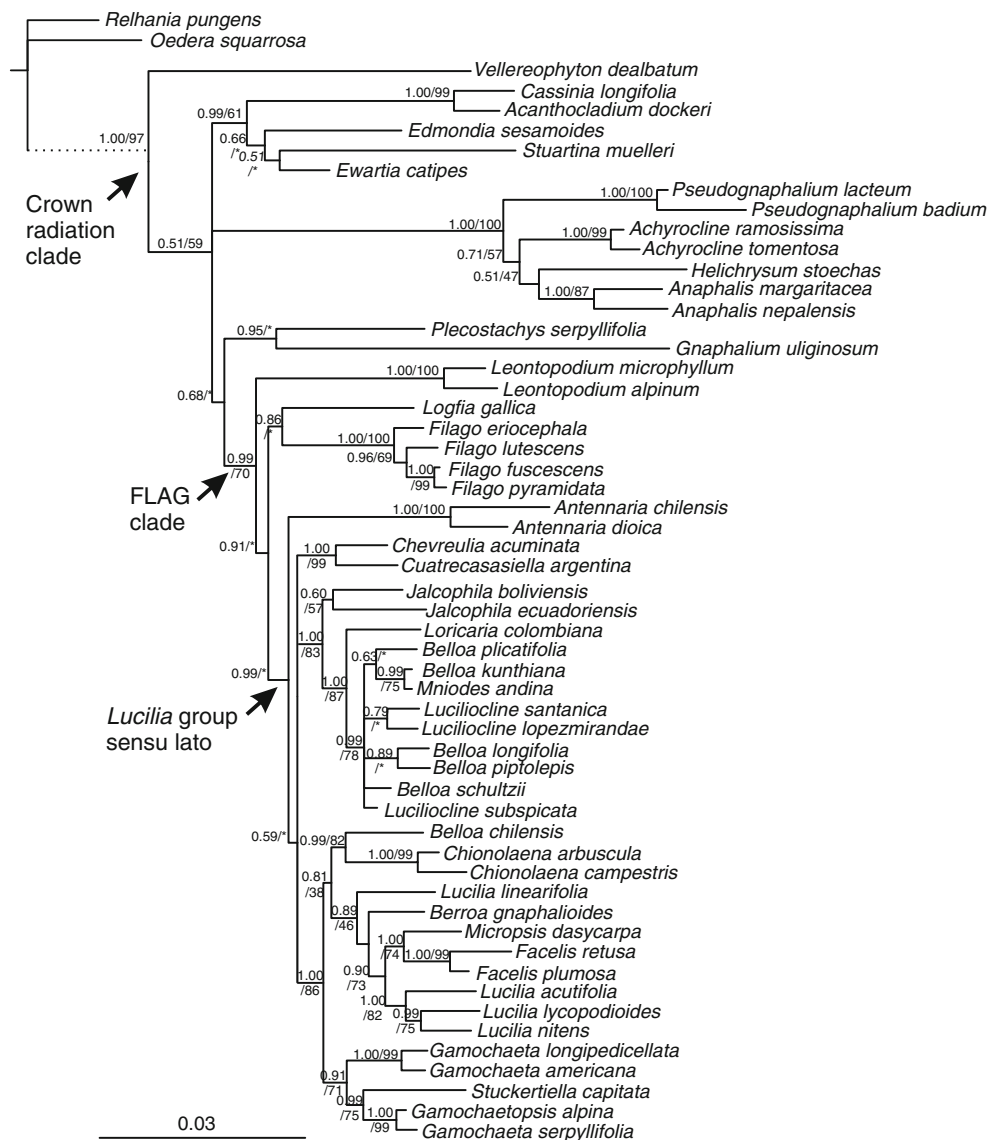 Relhania pungens
Oedera squarrosa
Vellereophyton dealbatum
1.00/99
Cassinia longifolia
Acanthocladium dockeri
0.99/61
1.00/97
0.66
/*
Edmondia sesamoides
0.51
/*
Stuartina muelleri
Ewartia catipes
Crown
radiation
clade
0.51/59
1.00/100
Pseudognaphalium lacteum
Pseudognaphalium badium
1.00/100
1.00/99
Achyrocline ramosissima
Achyrocline tomentosa
0.71/57
0.51/47
Helichrysum stoechas
1.00/87
Anaphalis margaritacea
Anaphalis nepalensis
0.95/*
Plecostachys serpyllifolia
Gnaphalium uliginosum
0.68/*
1.00/100
Leontopodium microphyllum
Leontopodium alpinum
0.86
/*
Logfia gallica
1.00/100
Filago eriocephala
0.96/69
Filago lutescens
0.99
/70
1.00
/99
Filago fuscescens
Filago pyramidata
FLAG
clade
1.00/100
Antennaria chilensis
Antennaria dioica
0.91/*
1.00
/99
Chevreulia acuminata
Cuatrecasasiella argentina
0.60
/57
Jalcophila boliviensis
Jalcophila ecuadoriensis
1.00
/83
Loricaria colombiana
0.63/*
Belloa plicatifolia
0.99
/75
Belloa kunthiana
Mniodes andina
0.99/*
1.00
/87
Lucilia group
sensu lato
0.79
/*
Luciliocline santanica
Luciliocline lopezmirandae
0.99
/78
0.89
/*
Belloa longifolia
Belloa piptolepis
Belloa schultzii
Luciliocline subspicata
0.59/*
0.99/82
Belloa chilensis
1.00/99
Chionolaena arbuscula
Chionolaena campestris
0.81
/38
Lucilia linearifolia
0.89
/46
Berroa gnaphalioides
1.00
/74
Micropsis dasycarpa
1.00/99
Facelis retusa
Facelis plumosa
0.90
/73
1.00
/86
1.00
/82
Lucilia acutifolia
0.99
/75
Lucilia lycopodioides
Lucilia nitens
1.00/99
Gamochaeta longipedicellata
Gamochaeta americana
0.91
/71
Stuckertiella capitata
0.99
/75
1.00
/99
Gamochaetopsis alpina
Gamochaeta serpyllifolia
0.03